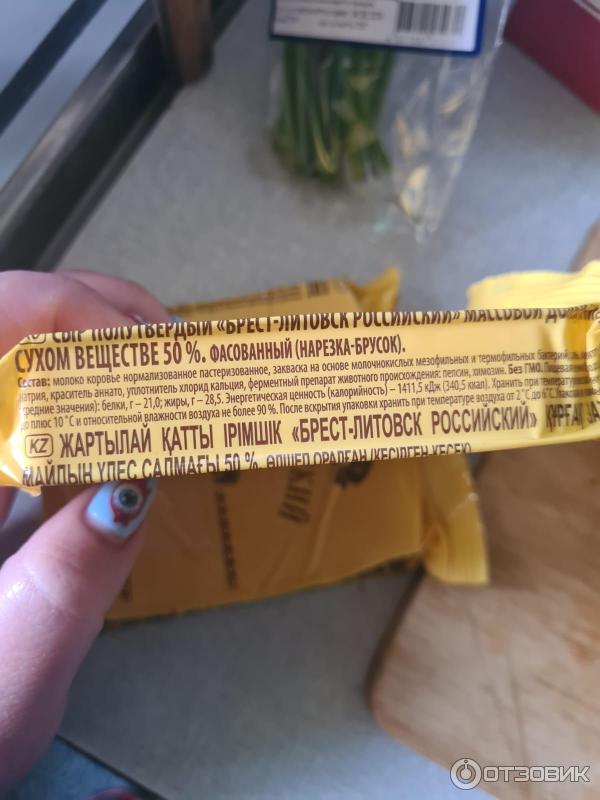 СЫР ПОЛУТВЕРДЫЙ «БРЕСТ-ЛИТОВСК РОССИЙСКИЙ» МАССОВОЙ
СУХОМ ВЕЩЕСТВЕ 50 %. ФАСОВАННЫЙ (НАРЕЗКА-БРУСОК).
Состав: молоко коровье нормализованное пастеризованное, закваска на основе молочнокислых мезофильных и термофильных бактерий,
натрия, краситель аннато, уплотнитель хлорид кальция, ферментный препарат животного происхождения: пепсин, химозин. Без ГМО.
средние значения): белки, г – 21,0; жиры, г – 28,5. Энергетическая ценность (калорийность) – 1411,5 кДж (340,5 ккал). Хранить при температуре
до плюс 10 °С и относительной влажности воздуха не более 90 %. После вскрытия упаковки хранить при температуре воздуха от 2 °С до 6 °С.
KZ ЖАРТЫЛАЙ ҚАТТЫ ІРІМШІК «БРЕСТ-ЛИТОВСК РОССИЙСКИЙ»
МАЙДЫҢ ҮЛЕС САЛМАҒЫ 50 %. ӨЛШЕП ОРАЛҒАН (КЕСІЛГЕН КЕСЕК)
ОТЗОВИК